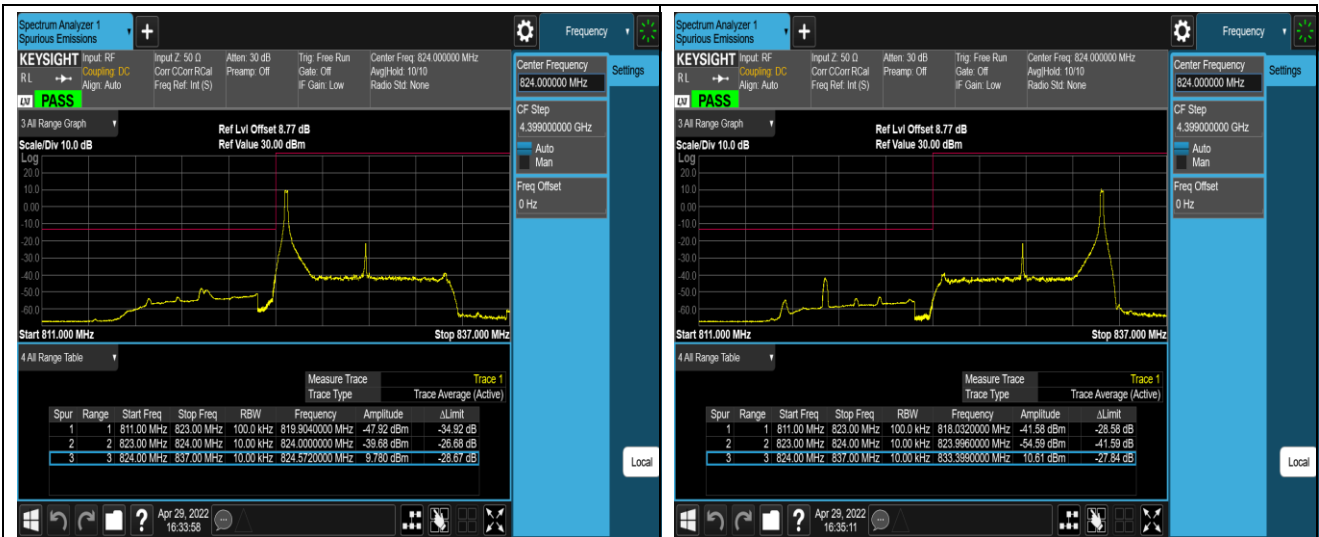 Spectrum Analyzer 1
Spurious Emissions
+
Frequency
KEYSIGHT
Input: RF
Input Z: 50 Ω
Atten: 30 dB
Trig: Free Run
Center Freq: 824.000000 MHz
RL
Coupling: DC
Corr CCorr RCal
Preamp: Off
Gate: Off
Avg|Hold: 10/10
Align: Auto
Freq Ref: Int (S)
IF Gain: Low
Radio Std: None
LXI
PASS
Center Frequency
824.000000 MHz
Settings
CF Step
4.399000000 GHz
Auto
Man
Freq Offset
0 Hz
3 All Range Graph
Ref Lvl Offset 8.77 dB
Scale/Div 10.0 dB
Ref Value 30.00 dBm
Log
20.0
10.0
0.00
-10.0
-20.0
-30.0
-40.0
-50.0
-60.0
Start 811.000 MHz
Stop 837.000 MHz
4 All Range Table
Measure Trace Trace 1
Trace Type Trace Average (Active)
Spur Range Start Freq Stop Freq RBW Frequency Amplitude ΔLimit
1 1 811.00 MHz 823.00 MHz 100.0 kHz 819.9040000 MHz -47.92 dBm -34.92 dB
2 2 823.00 MHz 824.00 MHz 10.00 kHz 824.0000000 MHz -39.68 dBm -26.68 dB
3 3 824.00 MHz 837.00 MHz 10.00 kHz 824.5720000 MHz 9.780 dBm -28.67 dB
Local
?
Apr 29, 2022
16:33:58
Spectrum Analyzer 1
Spurious Emissions
+
Frequency
KEYSIGHT
Input: RF
Input Z: 50 Ω
Atten: 30 dB
Trig: Free Run
Center Freq: 824.000000 MHz
RL
Coupling: DC
Corr CCorr RCal
Preamp: Off
Gate: Off
Avg|Hold: 10/10
Align: Auto
Freq Ref: Int (S)
IF Gain: Low
Radio Std: None
LXI
PASS
Center Frequency
824.000000 MHz
Settings
CF Step
4.399000000 GHz
Auto
Man
Freq Offset
0 Hz
3 All Range Graph
Ref Lvl Offset 8.77 dB
Scale/Div 10.0 dB
Ref Value 30.00 dBm
Log
20.0
10.0
0.00
-10.0
-20.0
-30.0
-40.0
-50.0
-60.0
Start 811.000 MHz
Stop 837.000 MHz
4 All Range Table
Measure Trace Trace 1
Trace Type Trace Average (Active)
Spur Range Start Freq Stop Freq RBW Frequency Amplitude ΔLimit
1 1 811.00 MHz 823.00 MHz 100.0 kHz 818.0320000 MHz -41.58 dBm -28.58 dB
2 2 823.00 MHz 824.00 MHz 10.00 kHz 823.9960000 MHz -54.59 dBm -41.59 dB
3 3 824.00 MHz 837.00 MHz 10.00 kHz 833.3990000 MHz 10.61 dBm -27.84 dB
Local
?
Apr 29, 2022
16:35:11